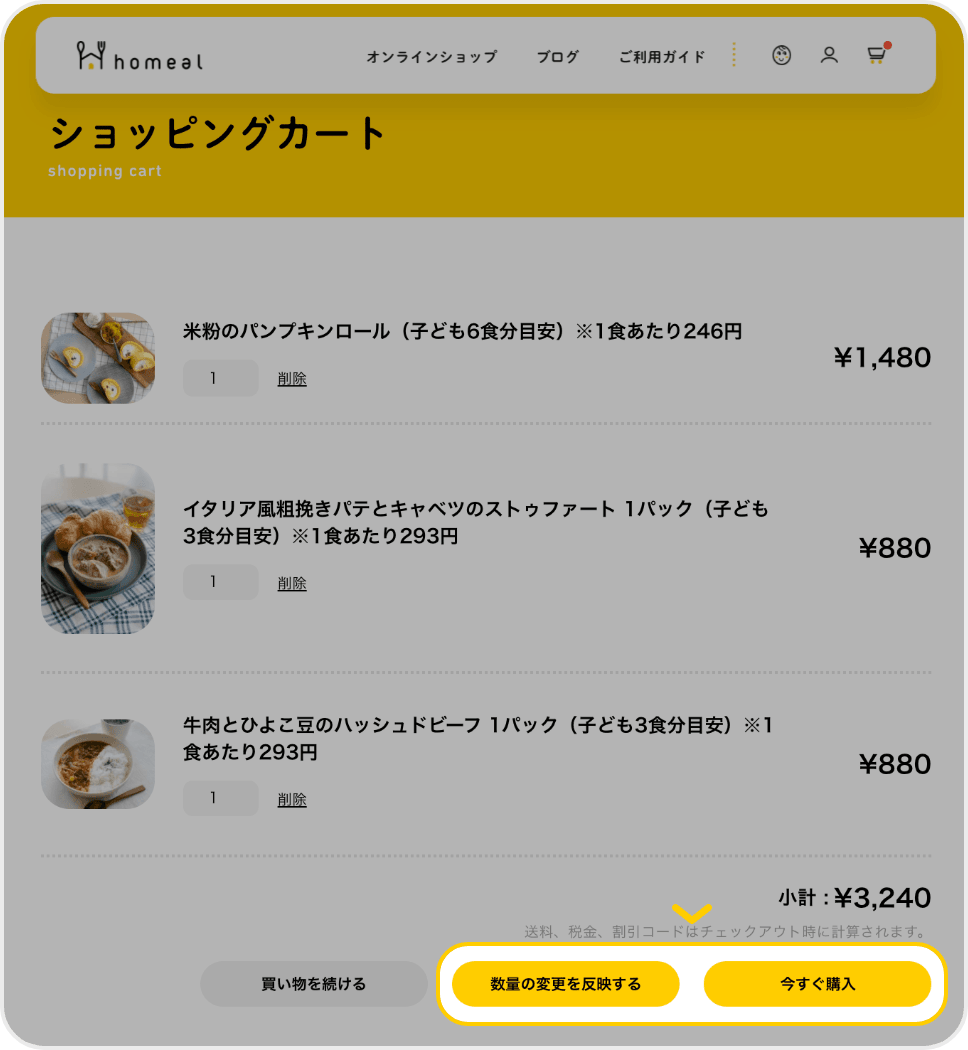 homeal
オンラインショップ ブログ ご利用ガイド
ショッピングカート
shopping cart
米粉のパンプキンロール（子ども6食分目安）※1食あたり246円
1 削除
¥1,480
イタリア風粗挽きパテとキャベツのストゥファート 1パック（子ども
3食分目安）※1食あたり293円
1 削除
¥880
牛肉とひよこ豆のハッシュドビーフ 1パック（子ども3食分目安）※1
食あたり293円
1 削除
¥880
小計 : ¥3,240
送料、税金、割引コードはチェックアウト時に計算されます。
買い物を続ける 数量の変更を反映する 今すぐ購入